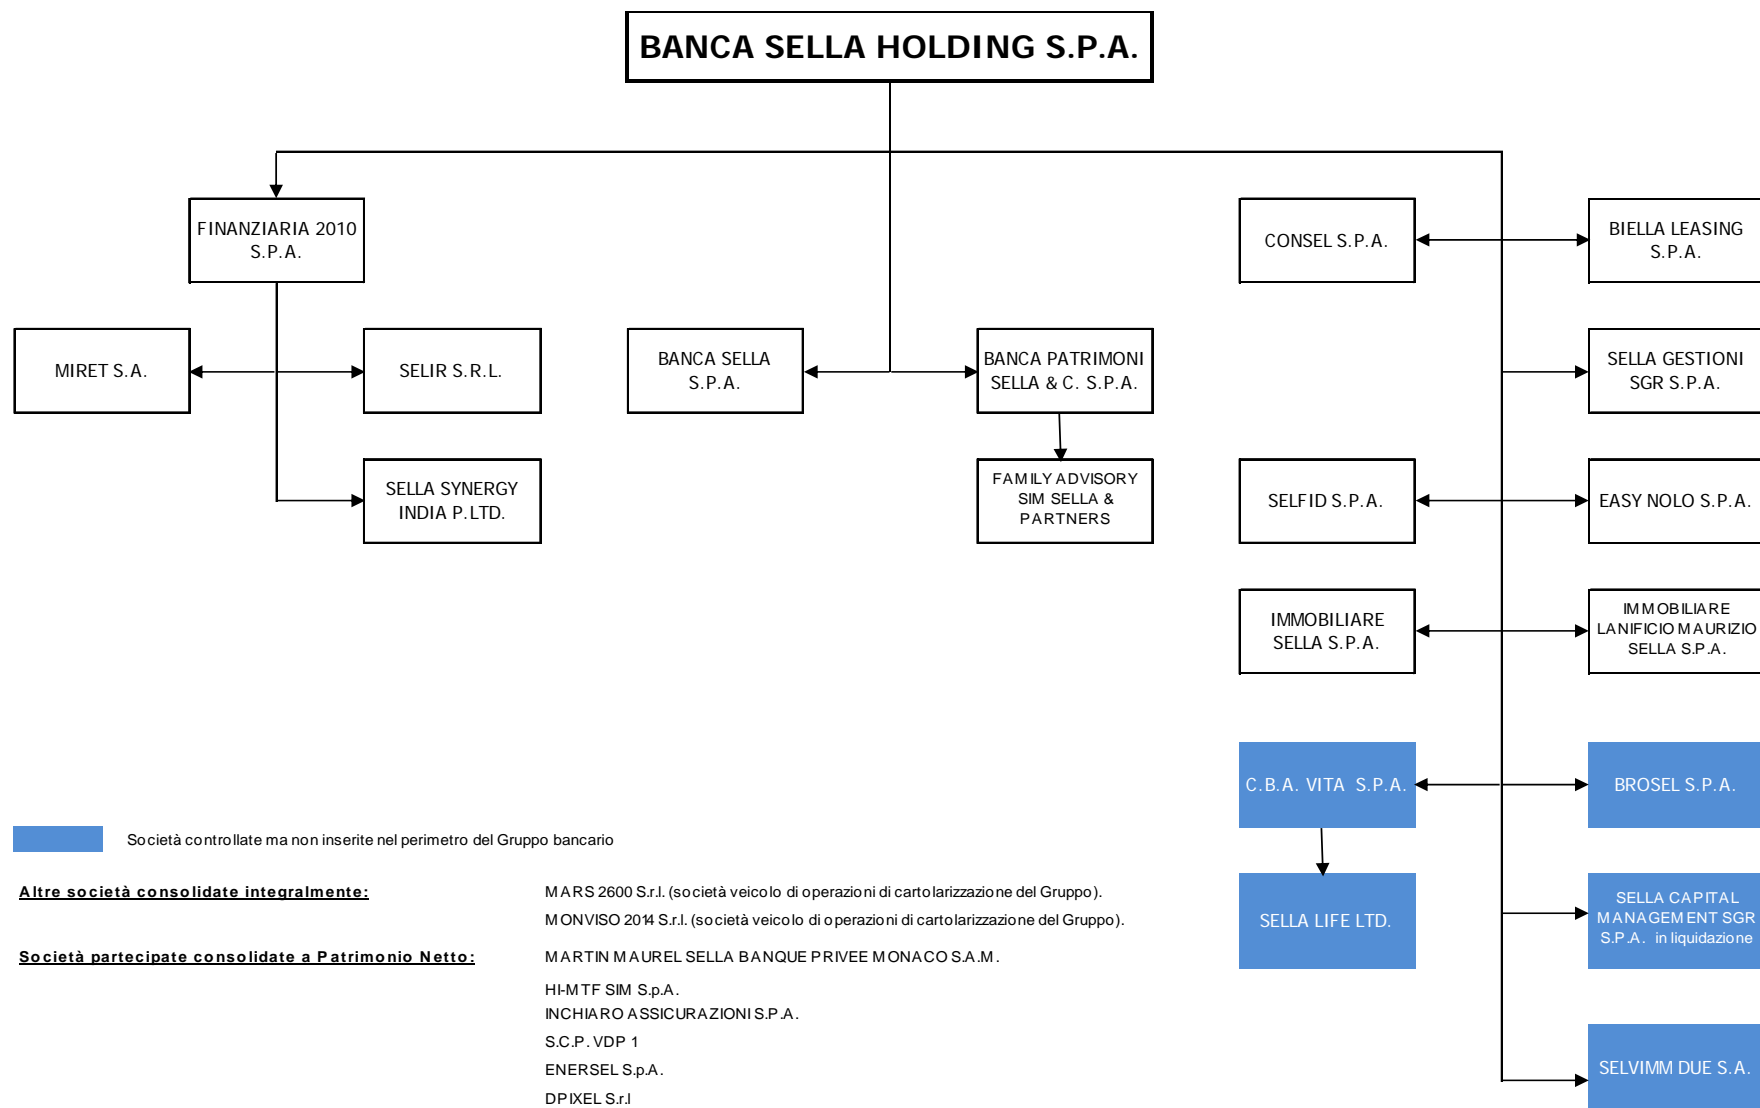 BANCA SELLA HOLDING S.P.A.
FINANZIARIA 2010
S.P.A.
CONSEL S.P.A.
BIELLA LEASING
S.P.A.
MIRET S.A.
SELIR S.R.L.
BANCA SELLA
S.P.A.
BANCA PATRIMONI
SELLA & C. S.P.A.
SELLA GESTIONI
SGR S.P.A.
SELLA SYNERGY
INDIA P.LTD.
FAMILY ADVISORY
SIM SELLA &
PARTNERS
SELFID S.P.A.
EASY NOLO S.P.A.
IMMOBILIARE
SELLA S.P.A.
IMMOBILIARE
LANIFICIO MAURIZIO
SELLA S.P.A.
C.B.A. VITA S.P.A.
BROSEL S.P.A.
Società controllate ma non inserite nel perimetro del Gruppo bancario
SELLA LIFE LTD.
SELLA CAPITAL
MANAGEMENT SGR
S.P.A. in liquidazione
Altre società consolidate integralmente:
MARS 2600 S.r.l. (società veicolo di operazioni di cartolarizzazione del Gruppo).
MONVISO 2014 S.r.l. (società veicolo di operazioni di cartolarizzazione del Gruppo).
Società partecipate consolidate a Patrimonio Netto:
MARTIN MAUREL SELLA BANQUE PRIVEE MONACO S.A.M.
HI-MTF SIM S.p.A.
INCHIARO ASSICURAZIONI S.P.A.
S.C.P. VDP 1
ENERSEL S.p.A.
DPIXEL S.r.l
SELVIMM DUE S.A.